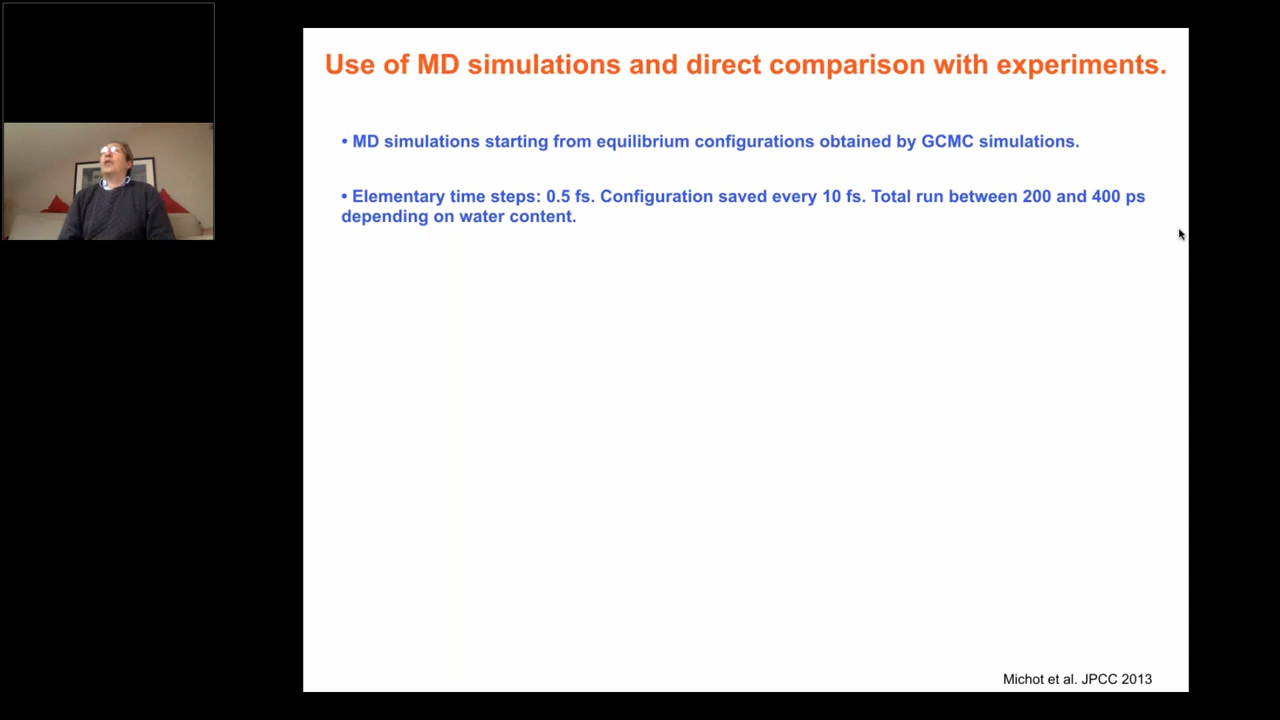 Use of MD simulations and direct comparison with experiments.
• MD simulations starting from equilibrium configurations obtained by GCMC simulations.
• Elementary time steps: 0.5 fs. Configuration saved every 10 fs. Total run between 200 and 400 ps
depending on water content.
Michot et al. JPCC 2013